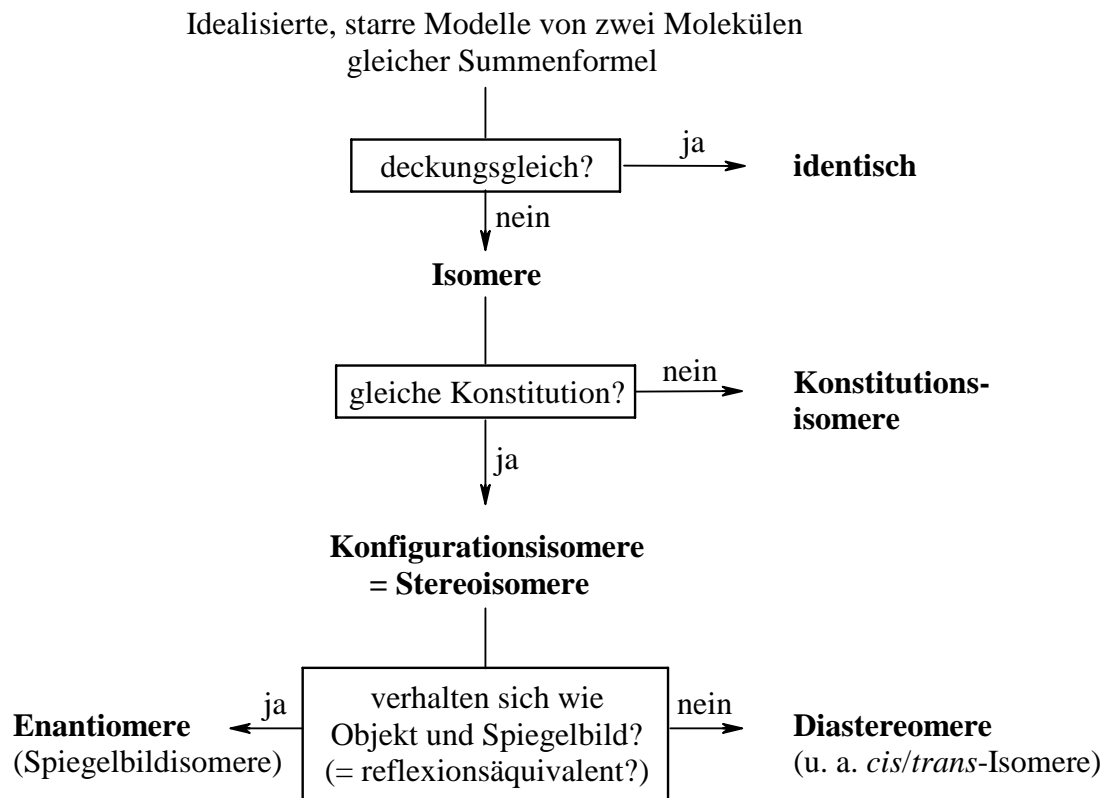 Idealisierte, starre Modelle von zwei Molekülen
gleicher Summenformel
deckungsgleich?
ja
identisch
nein
Isomere
gleiche Konstitution?
nein
Konstitutions-
isomere
ja
Konfigurationsisomere
= Stereoisomere
verhalten sich wie
Objekt und Spiegelbild?
(= reflexionsäquivalent?)
ja
Enantiomere
(Spiegelbildisomere)
nein
Diastereomere
(u. a. cis/trans-Isomere)